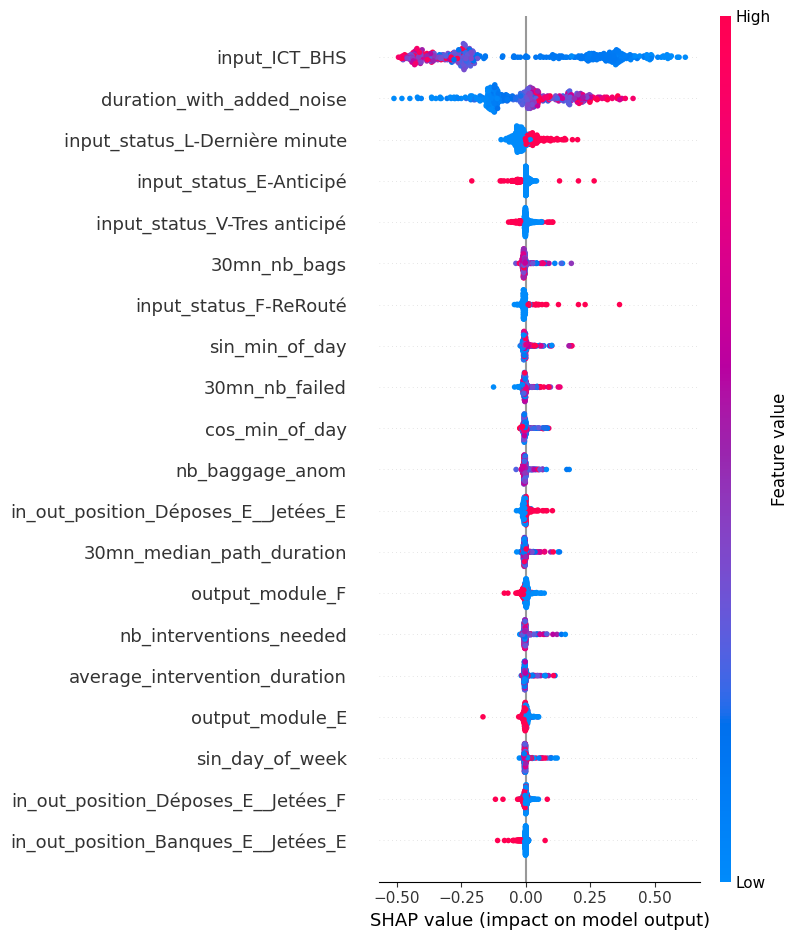 High
input_ICT_BHS
duration_with_added_noise
input_status_L-Dernière minute
input_status_E-Anticipé
input_status_V-Tres anticipé
30mn_nb_bags
input_status_F-ReRouté
sin_min_of_day
30mn_nb_failed
cos_min_of_day
nb_baggage_anom
in_out_position_Déposes_E__Jetées_E
30mn_median_path_duration
output_module_F
nb_interventions_needed
average_intervention_duration
output_module_E
sin_day_of_week
in_out_position_Déposes_E__Jetées_F
in_out_position_Banques_E__Jetées_E
Feature value
Low
−0.50 −0.25 0.00 0.25 0.50
SHAP value (impact on model output)